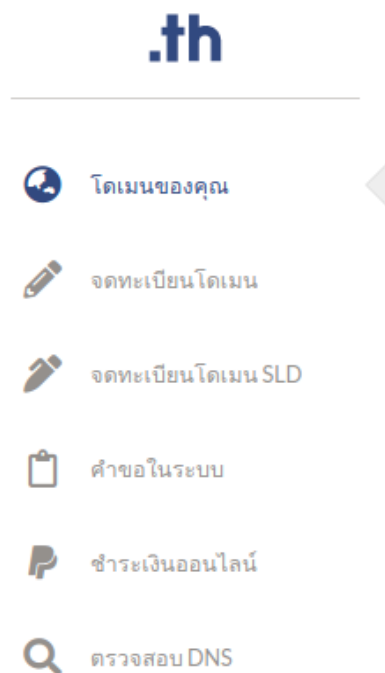 .th
โดเมนของคุณ
จดทะเบียนโดเมน
จดทะเบียนโดเมน SLD
คำขอในระบบ
ชำระเงินออนไลน์
ตรวจสอบ DNS